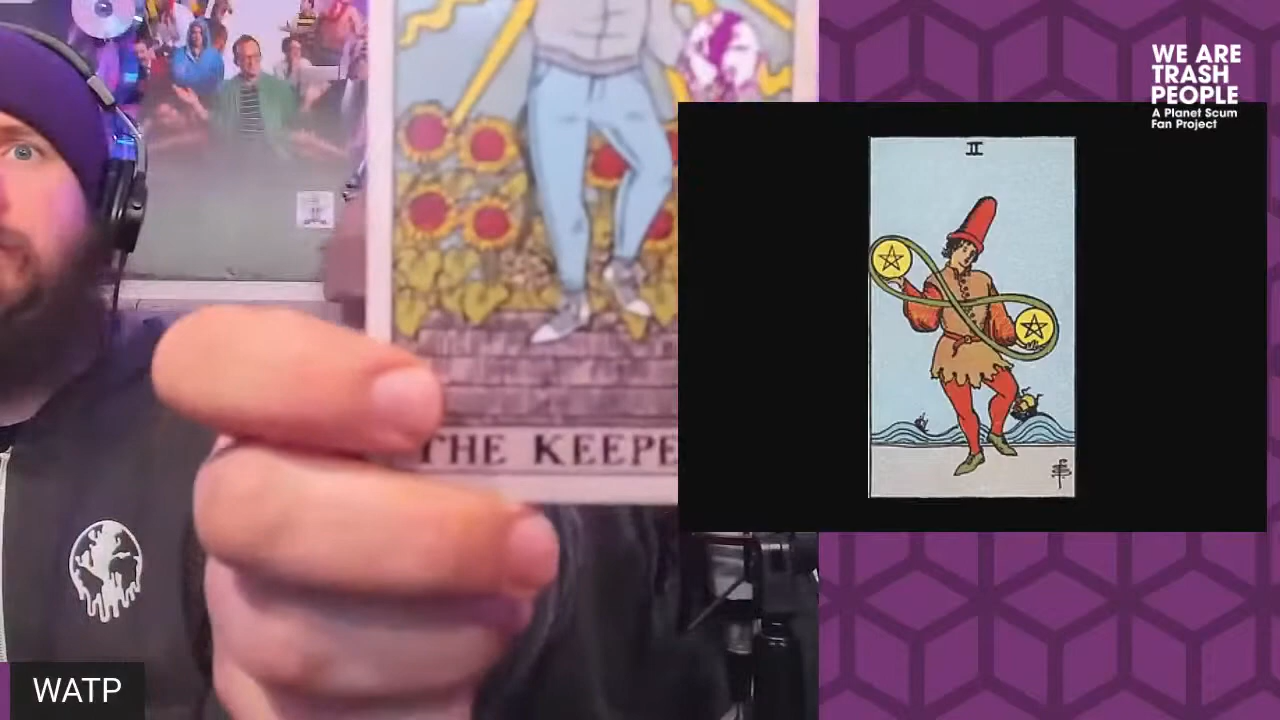 WE ARE
TRASH
PEOPLE
A Planet Scum
Fan Project
II
THE KEEPE
WATP